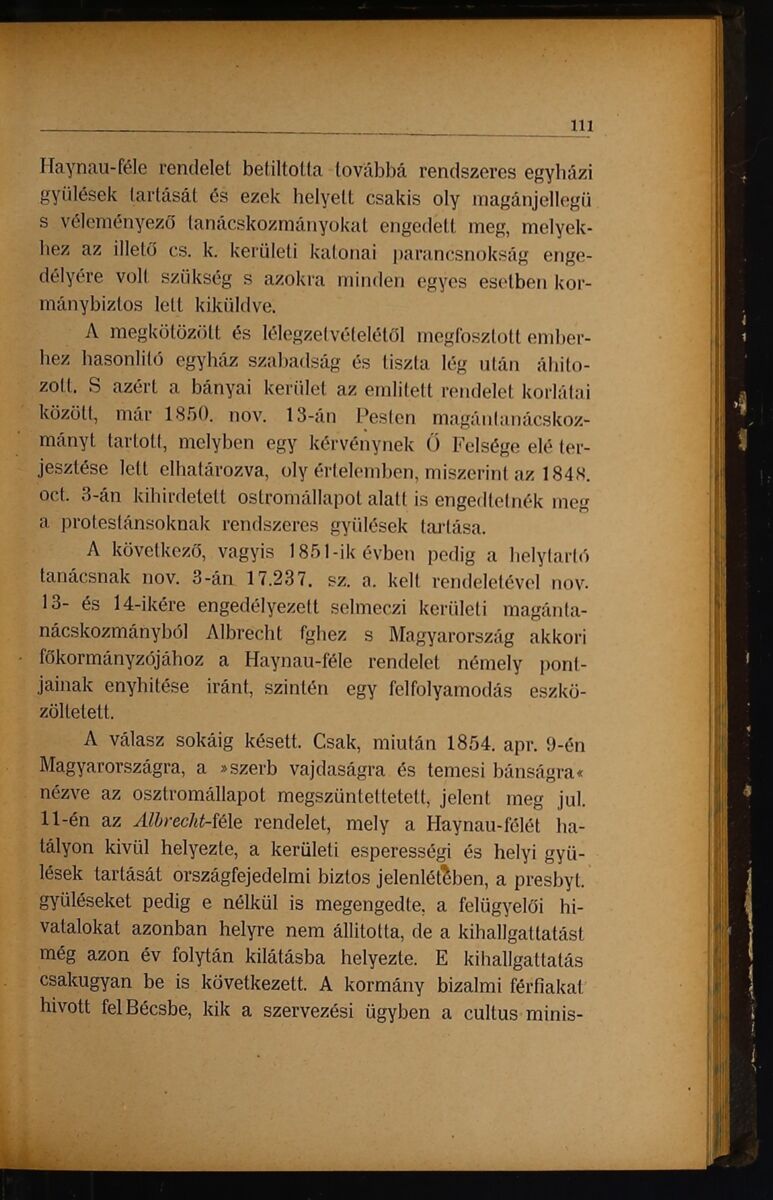 111
Haynau-féle rendelet betiltotta továbbá rendszeres egyházi
gyülések tartását és ezek helyett csakis oly magánjellegü
s véleményező tanácskozmányokat engedett meg, melyek-
hez az illető cs. k. kerületi katonai parancsnokság enge-
délyére volt szükség s azokra minden egyes esetben kor-
mánybiztos lett kiküldve.
A megkötözött és lélegzetvételétől megfosztott ember-
hez hasonlitó egyház szabadság és tiszta lég után áhito-
zott. S azért a bányai kerület az emlitett rendelet korlátai
között, már 1850. nov. 13-án Pesten magántanácskoz-
mányt tartott, melyben egy kérvénynek Ő Felsége elé ter-
jesztése lett elhatározva, oly értelemben, miszerint az 1848.
oct. 3-án kihirdetett ostromállapot alatt is engedtetnék meg
a protestánsoknak rendszeres gyülések tartása.
A következő, vagyis 1851-ik évben pedig a helytartó
tanácsnak nov. 3-án 17.237. sz. a. kelt rendeletével nov.
13- és 14-ikére engedélyezett selmeczi kerületi magánta-
nácskozmányból Albrecht fghez s Magyarország akkori
főkormányzójához a Haynau-féle rendelet némely pont-
jainak enyhitése iránt, szintén egy felfolyamodás eszkö-
zöltetett.
A válasz sokáig késett. Csak, miután 1854. apr. 9-én
Magyarországra, a »szerb vajdaságra és temesi bánságra«
nézve az osztromállapot megszüntettetett, jelent meg jul.
11-én az Albrecht-féle rendelet, mely a Haynau-félét ha-
tályon kivül helyezte, a kerületi esperességi és helyi gyü-
lések tartását országfejedelmi biztos jelenlétében, a presbyt.
gyüléseket pedig e nélkül is megengedte, a felügyelői hi-
vatalokat azonban helyre nem állitotta, de a kihallgattatást
még azon év folytán kilátásba helyezte. E kihallgattatás
csakugyan be is következett. A kormány bizalmi férfiakat
hivott fel Bécsbe, kik a szervezési ügyben a cultus minis-